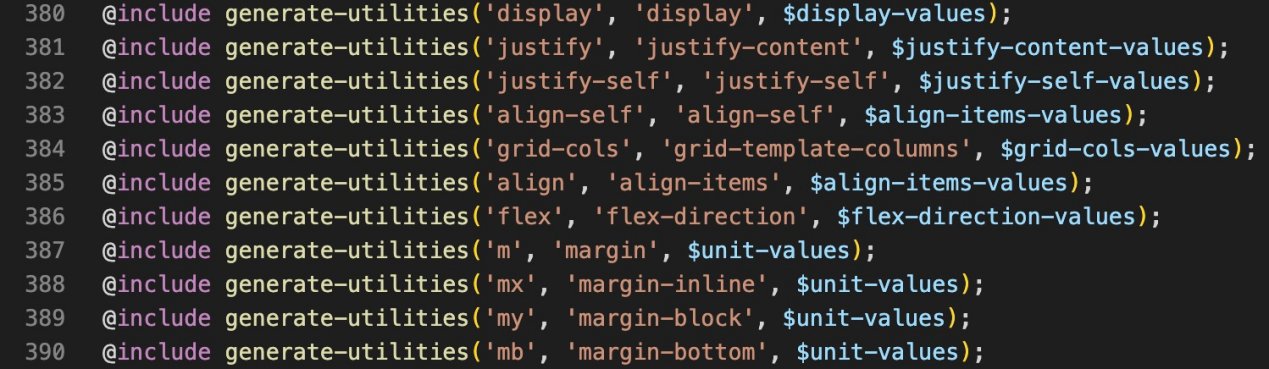 380 @include generate-utilities('display', 'display', $display-values);
381 @include generate-utilities('justify', 'justify-content', $justify-content-values);
382 @include generate-utilities('justify-self', 'justify-self', $justify-self-values);
383 @include generate-utilities('align-self', 'align-self', $align-items-values);
384 @include generate-utilities('grid-cols', 'grid-template-columns', $grid-cols-values);
385 @include generate-utilities('align', 'align-items', $align-items-values);
386 @include generate-utilities('flex', 'flex-direction', $flex-direction-values);
387 @include generate-utilities('m', 'margin', $unit-values);
388 @include generate-utilities('mx', 'margin-inline', $unit-values);
389 @include generate-utilities('my', 'margin-block', $unit-values);
390 @include generate-utilities('mb', 'margin-bottom', $unit-values);